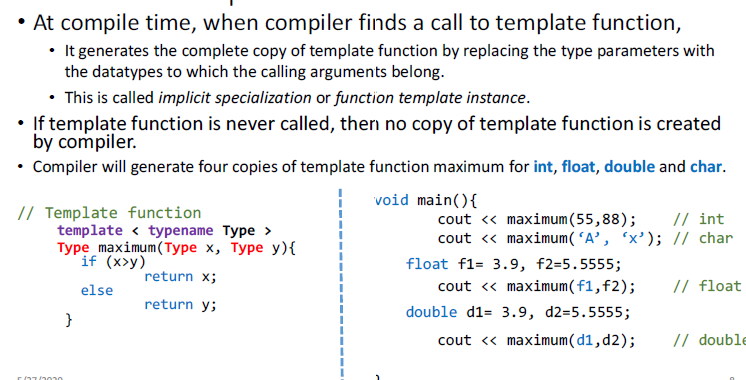 • At compile time, when compiler finds a call to template function,
• It generates the complete copy of template function by replacing the type parameters with
the datatypes to which the calling arguments belong.
• This is called implicit specialization or function template instance.
• If template function is never called, then no copy of template function is created
by compiler.
• Compiler will generate four copies of template function maximum for int, float, double and char.
// Template function
template < typename Type >
Type maximum(Type x, Type y){
if (x>y)
return x;
else
return y;
}
void main(){
cout << maximum(55,88); // int
cout << maximum(‘A’, ‘x’); // char
float f1= 3.9, f2=5.5555;
cout << maximum(f1,f2); // float
double d1= 3.9, d2=5.5555;
cout << maximum(d1,d2); // double